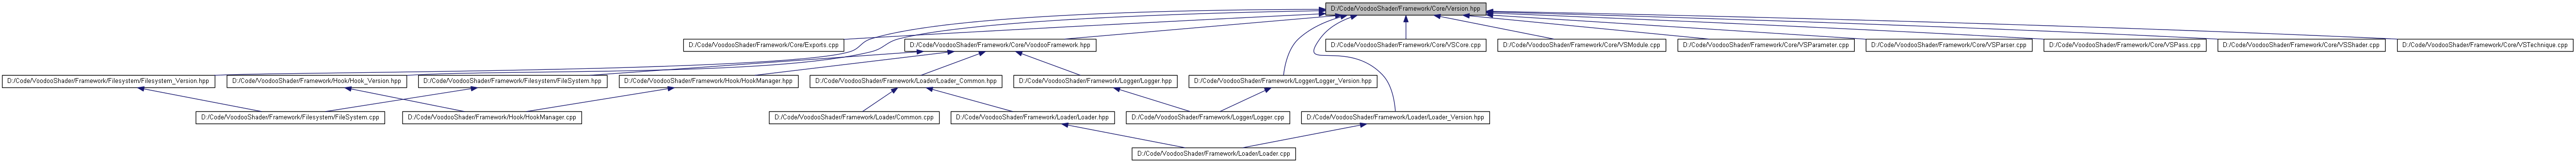 D:/Code/VoodooShader/Framework/Core/Version.hpp
D:/Code/VoodooShader/Framework/Core/Exports.cpp
D:/Code/VoodooShader/Framework/Core/VoodooFramework.hpp
D:/Code/VoodooShader/Framework/Core/VSCore.cpp
D:/Code/VoodooShader/Framework/Core/VSModule.cpp
D:/Code/VoodooShader/Framework/Core/VSParameter.cpp
D:/Code/VoodooShader/Framework/Core/VSParser.cpp
D:/Code/VoodooShader/Framework/Core/VSPass.cpp
D:/Code/VoodooShader/Framework/Core/VSShader.cpp
D:/Code/VoodooShader/Framework/Core/VSTechnique.cpp
D:/Code/VoodooShader/Framework/Filesystem/Filesystem_Version.hpp
D:/Code/VoodooShader/Framework/Hook/Hook_Version.hpp
D:/Code/VoodooShader/Framework/Filesystem/FileSystem.hpp
D:/Code/VoodooShader/Framework/Hook/HookManager.hpp
D:/Code/VoodooShader/Framework/Loader/Loader_Common.hpp
D:/Code/VoodooShader/Framework/Logger/Logger.hpp
D:/Code/VoodooShader/Framework/Logger/Logger_Version.hpp
D:/Code/VoodooShader/Framework/Filesystem/FileSystem.cpp
D:/Code/VoodooShader/Framework/Hook/HookManager.cpp
D:/Code/VoodooShader/Framework/Loader/Common.cpp
D:/Code/VoodooShader/Framework/Loader/Loader.hpp
D:/Code/VoodooShader/Framework/Logger/Logger.cpp
D:/Code/VoodooShader/Framework/Loader/Loader_Version.hpp
D:/Code/VoodooShader/Framework/Loader/Loader.cpp